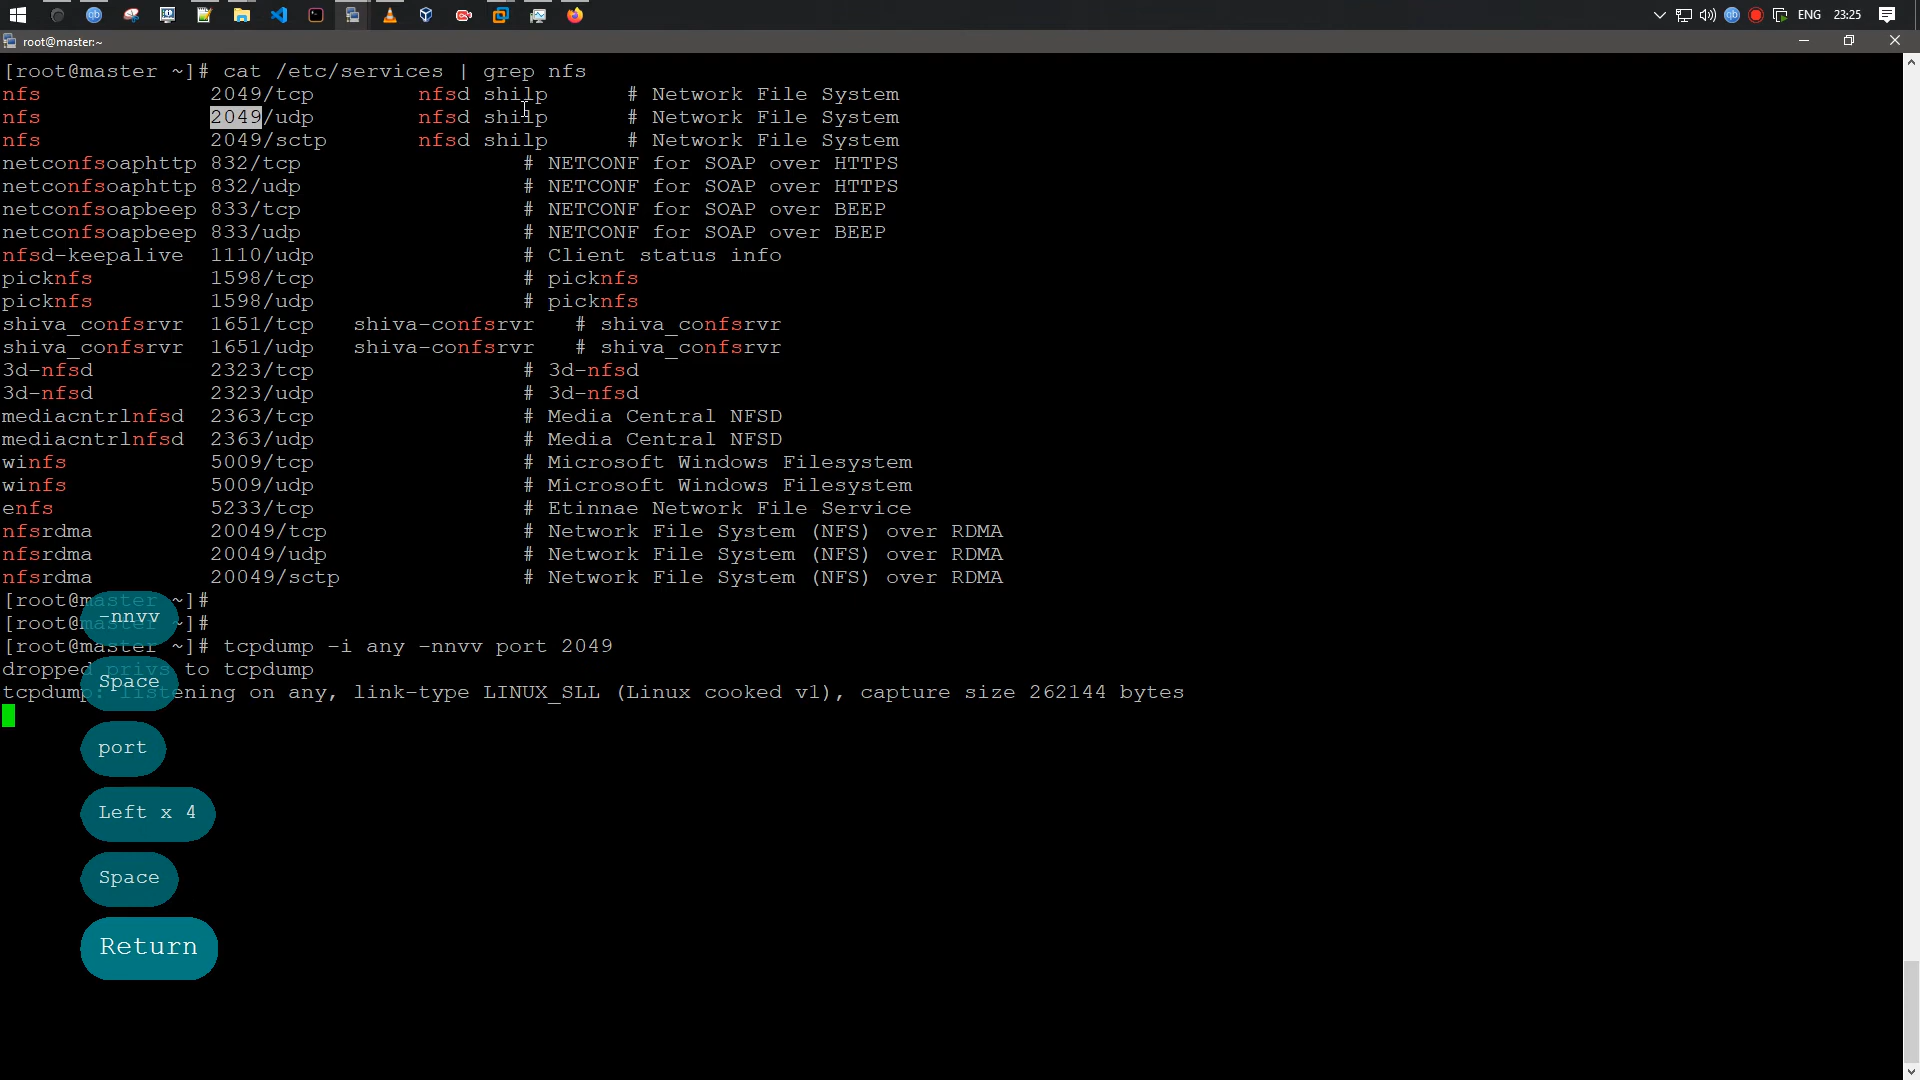 ENG 23:25
root@master:~
[root@master ~]# cat /etc/services | grep nfs
nfs 2049/tcp nfsd shilp # Network File System
nfs 2049/udp nfsd shilp # Network File System
nfs 2049/sctp nfsd shilp # Network File System
netconfsoaphttp 832/tcp # NETCONF for SOAP over HTTPS
netconfsoaphttp 832/udp # NETCONF for SOAP over HTTPS
netconfsoapbeep 833/tcp # NETCONF for SOAP over BEEP
netconfsoapbeep 833/udp # NETCONF for SOAP over BEEP
nfsd-keepalive 1110/udp # Client status info
picknfs 1598/tcp # picknfs
picknfs 1598/udp # picknfs
shiva_confsrvr 1651/tcp shiva-confsrvr # shiva_confsrvr
shiva_confsrvr 1651/udp shiva-confsrvr # shiva_confsrvr
3d-nfsd 2323/tcp # 3d-nfsd
3d-nfsd 2323/udp # 3d-nfsd
mediacntrlnfsd 2363/tcp # Media Central NFSD
mediacntrlnfsd 2363/udp # Media Central NFSD
winfs 5009/tcp # Microsoft Windows Filesystem
winfs 5009/udp # Microsoft Windows Filesystem
enfs 5233/tcp # Etinnae Network File Service
nfsrdma 20049/tcp # Network File System (NFS) over RDMA
nfsrdma 20049/udp # Network File System (NFS) over RDMA
nfsrdma 20049/sctp # Network File System (NFS) over RDMA
[root@master ~]#
[root@master ~]#
[root@master ~]# tcpdump -i any -nnvv port 2049
dropped privs to tcpdump
tcpdump: listening on any, link-type LINUX_SLL (Linux cooked v1), capture size 262144 bytes
-nnvv
Space
port
Left x 4
Space
Return